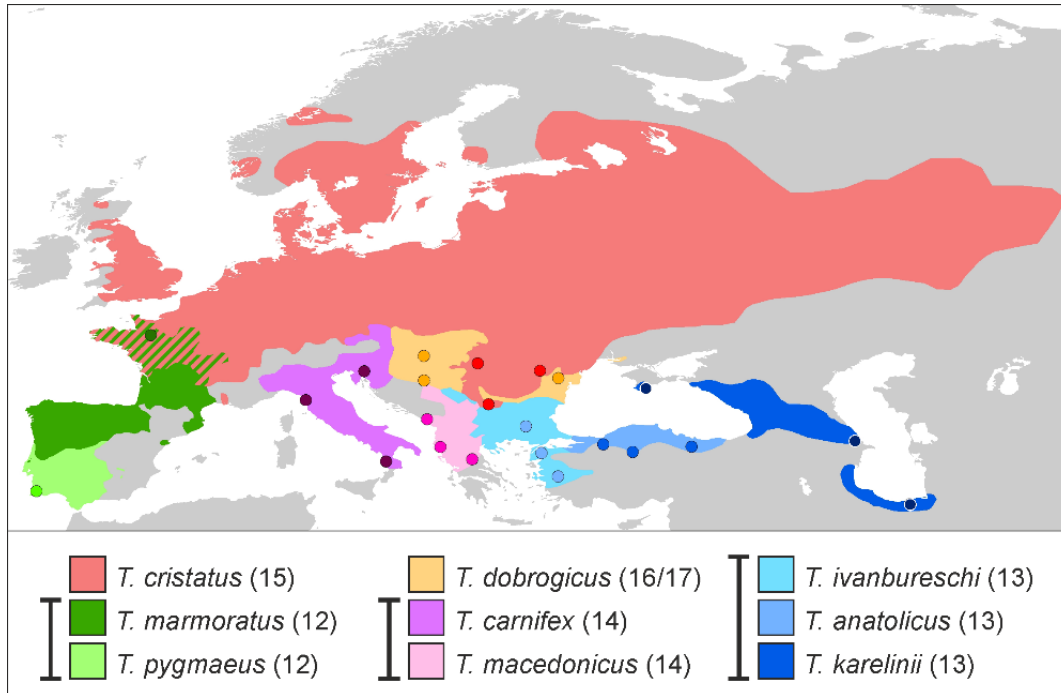 T. cristatus (15)
T. marmoratus (12)
T. pygmaeus (12)
T. dobrogicus (16/17)
T. carnifex (14)
T. macedonicus (14)
T. ivanbureschi (13)
T. anatolicus (13)
T. karelinii (13)